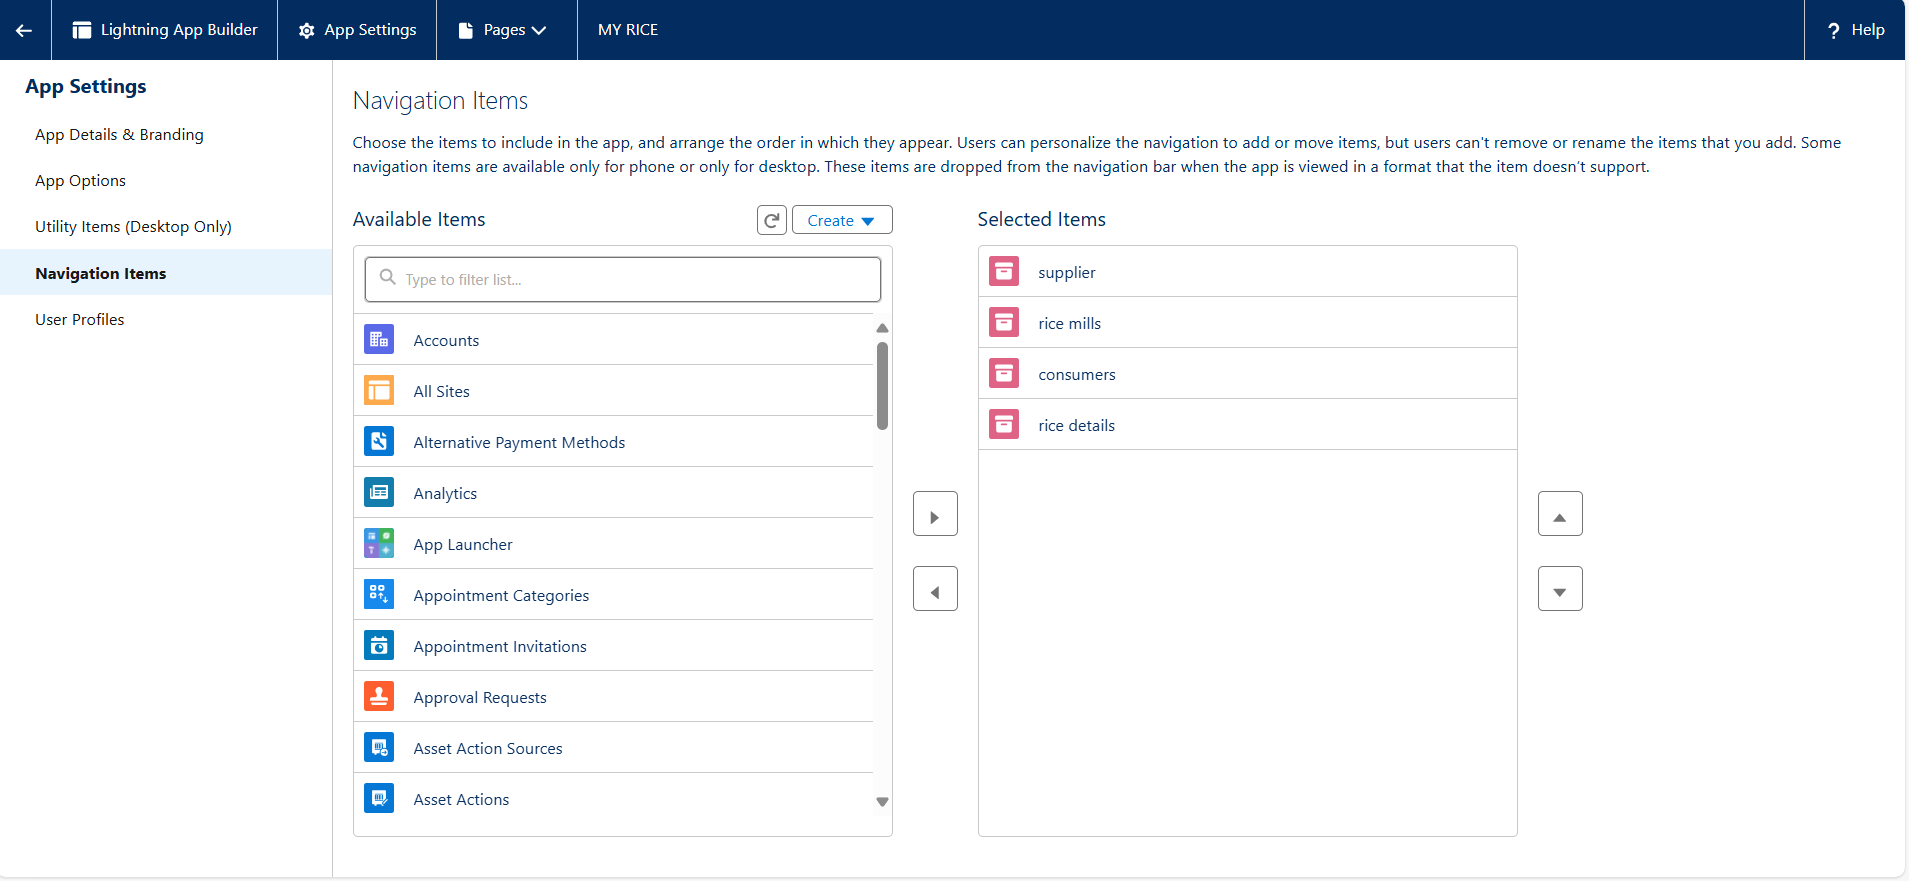 Lightning App Builder
App Settings
Pages
MY RICE
? Help
App Settings
App Details & Branding
App Options
Utility Items (Desktop Only)
Navigation Items
User Profiles
Navigation Items
Choose the items to include in the app, and arrange the order in which they appear. Users can personalize the navigation to add or move items, but users can't remove or rename the items that you add. Some
navigation items are available only for phone or only for desktop. These items are dropped from the navigation bar when the app is viewed in a format that the item doesn't support.
Available Items
Create
Type to filter list...
Accounts
All Sites
Alternative Payment Methods
Analytics
App Launcher
Appointment Categories
Appointment Invitations
Approval Requests
Asset Action Sources
Asset Actions
Selected Items
supplier
rice mills
consumers
rice details